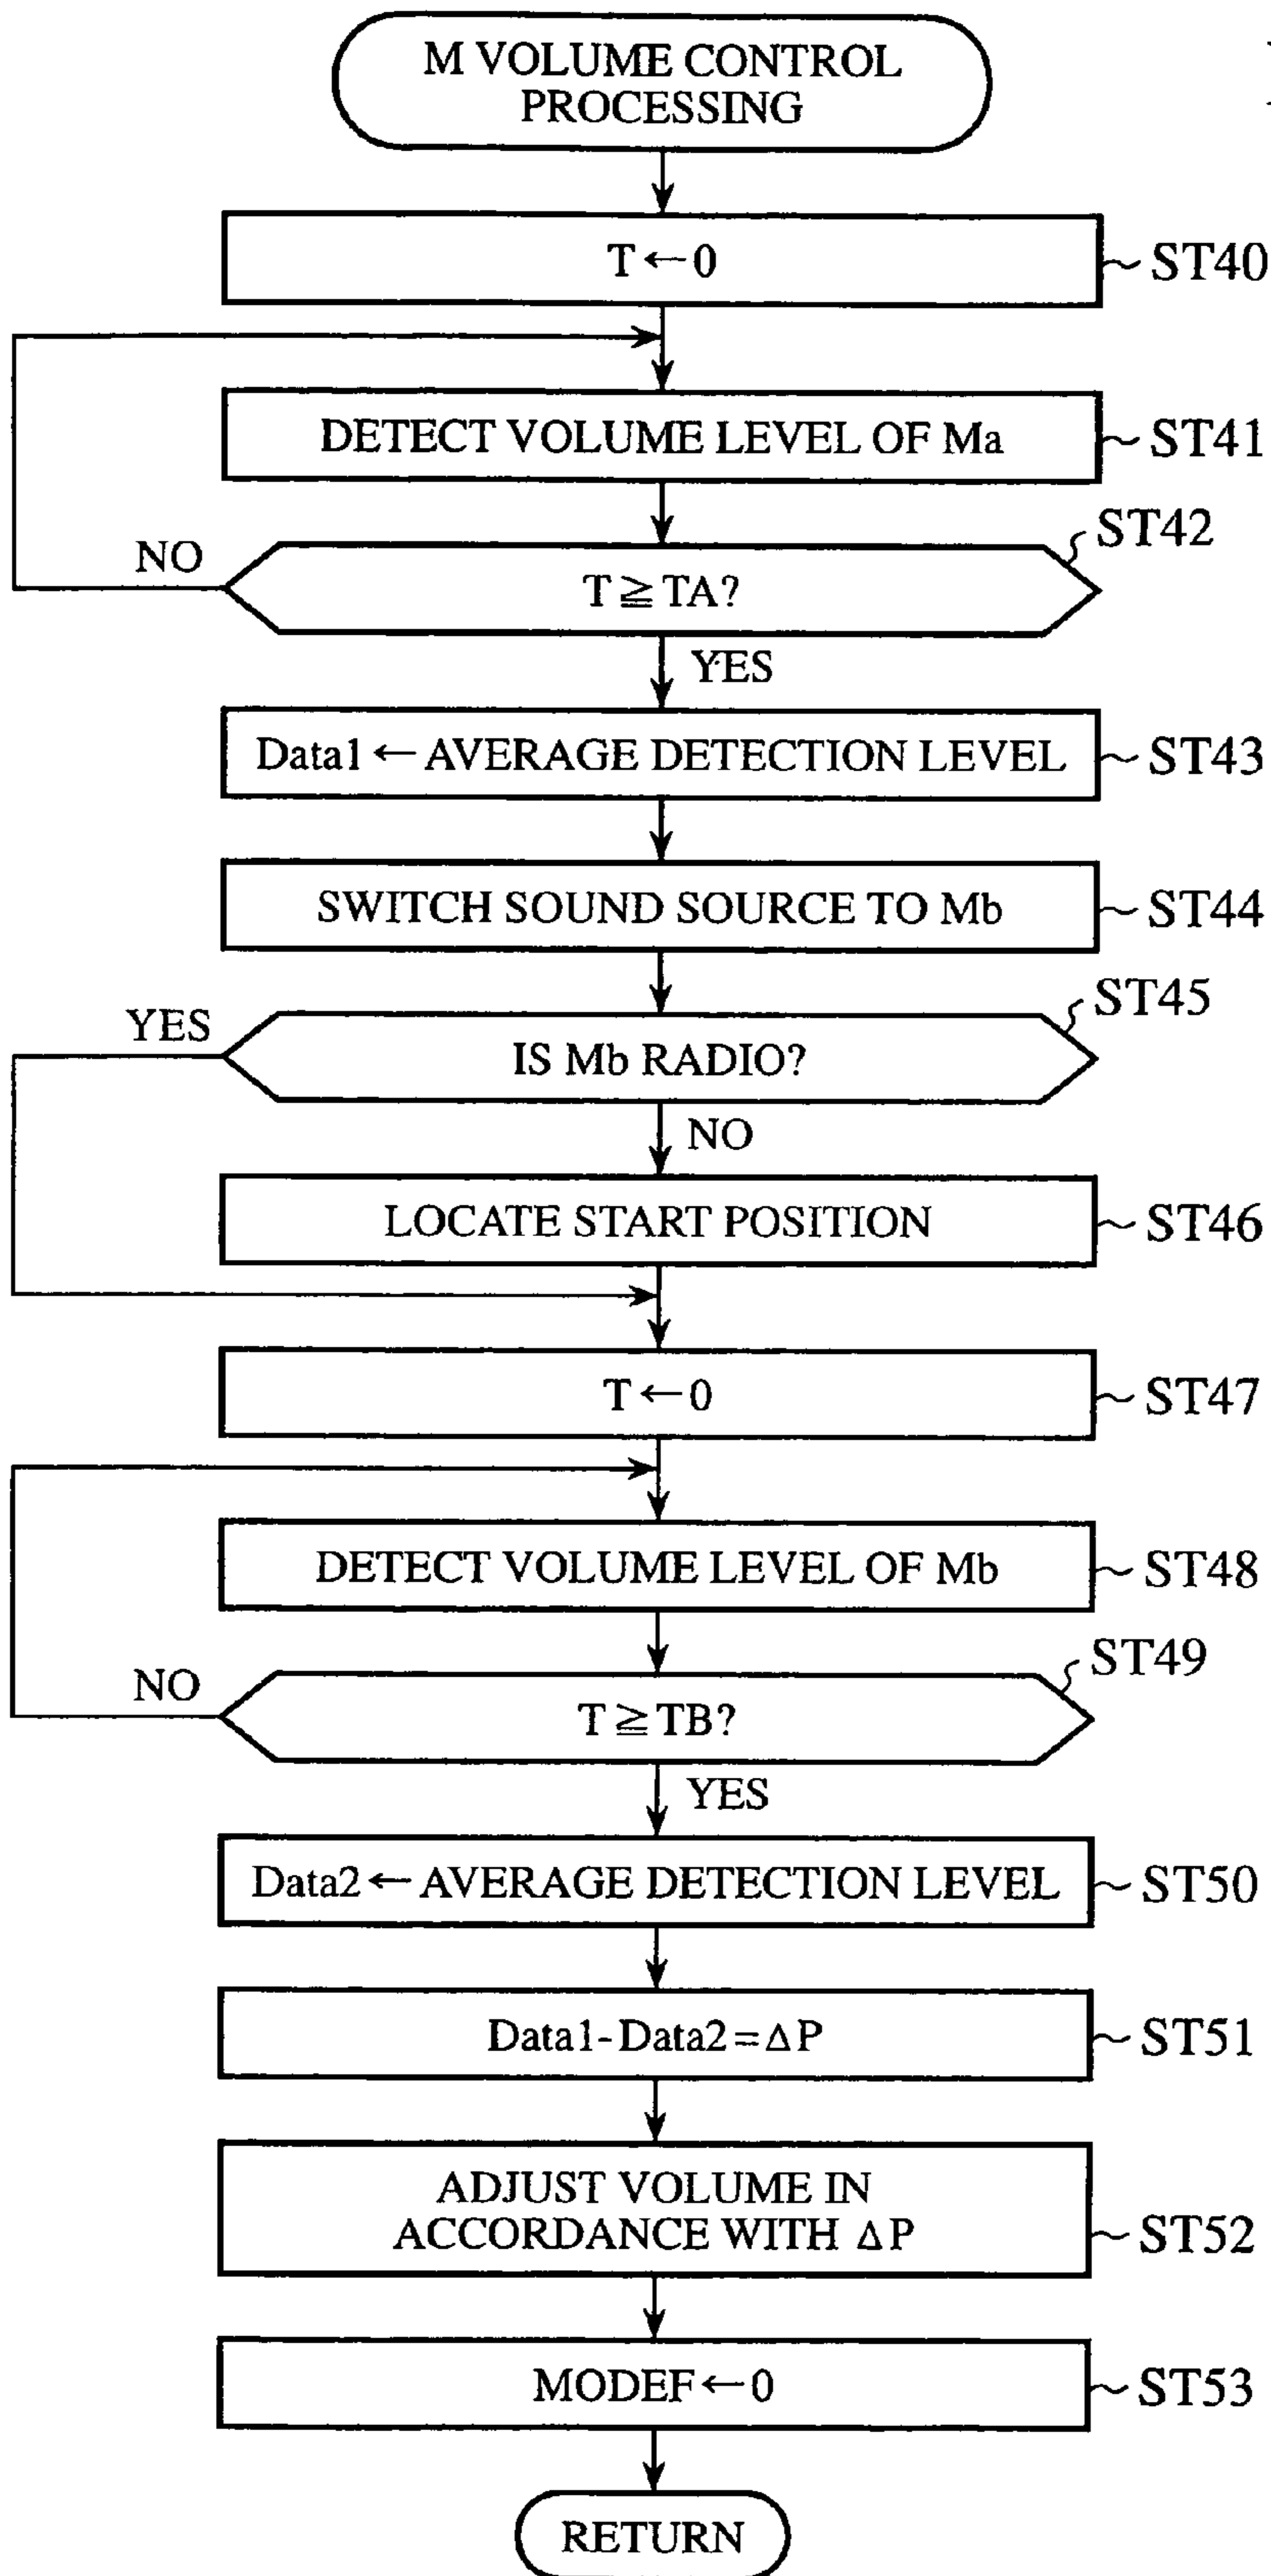 M VOLUME CONTROL
PROCESSING
T←0
ST40
DETECT VOLUME LEVEL OF Ma
ST41
ST42
NO
T≧TA?
YES
Data1←AVERAGE DETECTION LEVEL
ST43
SWITCH SOUND SOURCE TO Mb
ST44
ST45
YES
IS Mb RADIO?
NO
LOCATE START POSITION
ST46
T←0
ST47
DETECT VOLUME LEVEL OF Mb
ST48
ST49
NO
T≧TB?
YES
Data2←AVERAGE DETECTION LEVEL
ST50
Data1-Data2=ΔP
ST51
ADJUST VOLUME IN
ACCORDANCE WITH ΔP
ST52
MODEF←0
ST53
RETURN